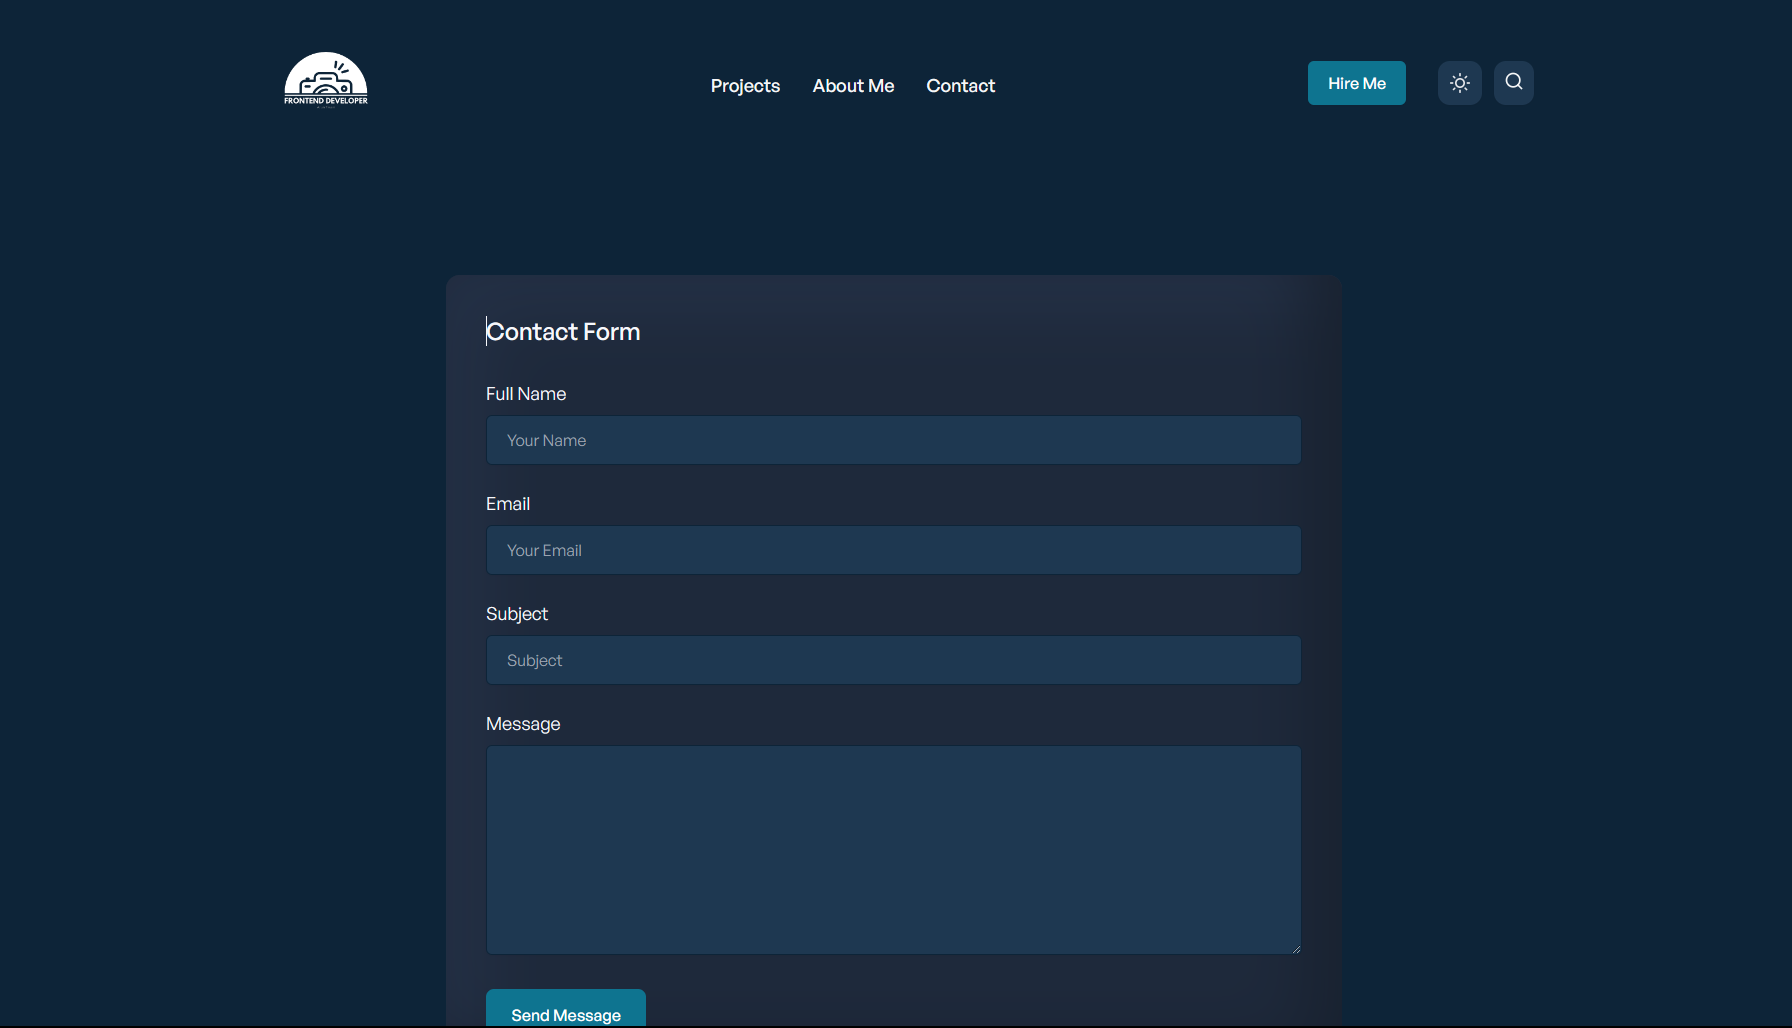 FRONTEND DEVELOPER
Projects About Me Contact
Hire Me
Contact Form
Full Name
Your Name
Email
Your Email
Subject
Subject
Message
Send Message